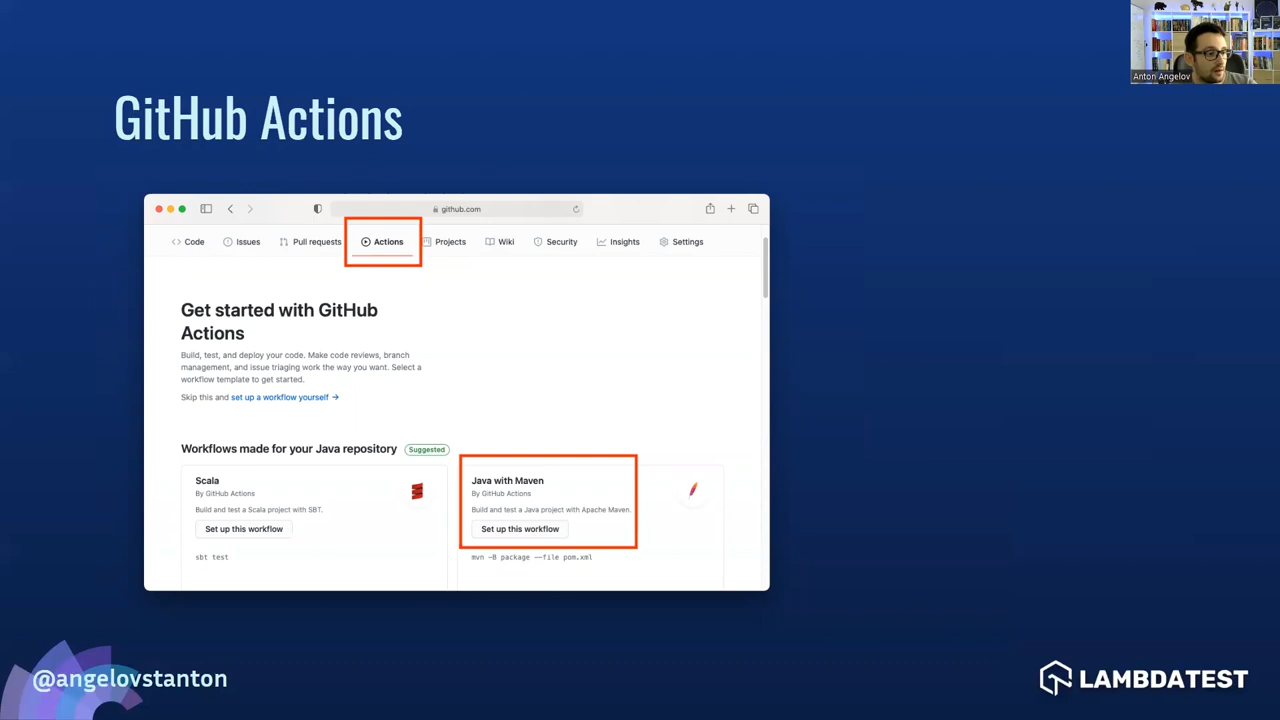 Anton Angelov
GitHub Actions
github.com
Code
Issues
Pull requests
Actions
Projects
Wiki
Security
Insights
Settings
Get started with GitHub
Actions
Build, test, and deploy your code. Make code reviews, branch
management, and issue triaging work the way you want. Select a
workflow template to get started.
Skip this and set up a workflow yourself →
Workflows made for your Java repository Suggested
Scala
By GitHub Actions
Build and test a Scala project with SBT.
Set up this workflow
sbt test
Java with Maven
By GitHub Actions
Build and test a Java project with Apache Maven.
Set up this workflow
mvn -B package --file pom.xml
@angelovstanton
LAMBDATEST